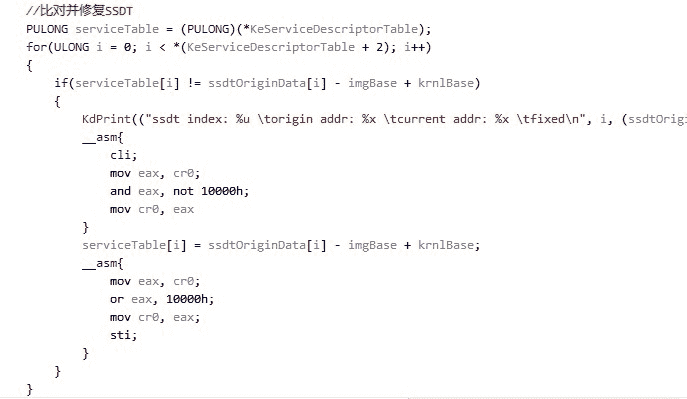 //比对并修复SSDT
PULONG serviceTable = (PULONG)(*KeServiceDescriptorTable);
for(ULONG i = 0; i < *(KeServiceDescriptorTable + 2); i++)
{
if(serviceTable[i] != ssdtOriginData[i] - imgBase + krnlBase)
{
KdPrint(("ssdt index: %u \torigin addr: %x \tcurrent addr: %x \tfixed\n", i, (ssdtOrig
__asm{
cli;
mov eax, cr0;
and eax, not 10000h;
mov cr0, eax
}
serviceTable[i] = ssdtOriginData[i] - imgBase + krnlBase;
__asm{
mov eax, cr0;
or eax, 10000h;
mov cr0, eax;
sti;
}
}
}